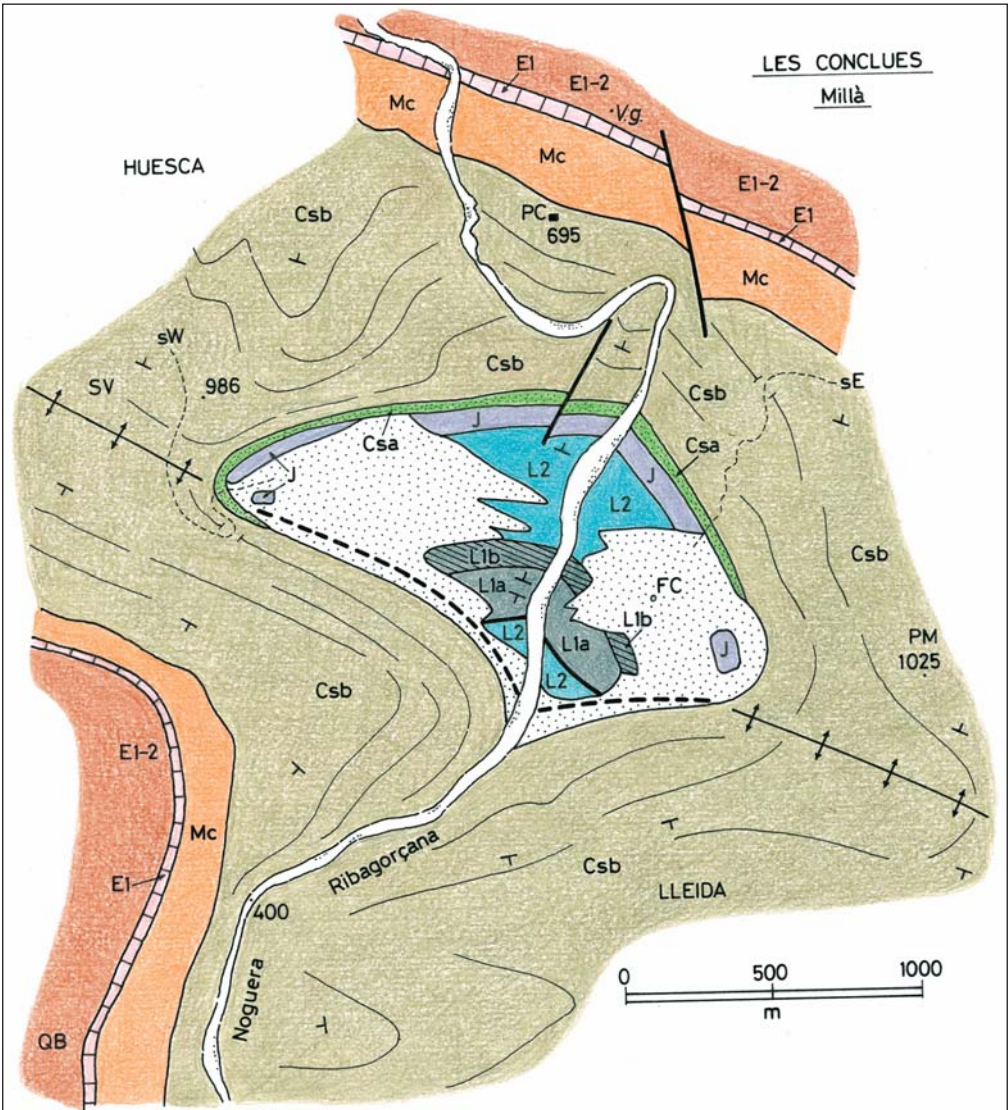 LES CONCLUES
Millà
E1
E1-2
V.g.
Mc
Mc
HUESCA
E1-2
E1
Csb
PC
695
Mc
sW
Csb
sE
SV
986
Csb
J
Csa
Csa
J
L2
L2
Csb
L1b
L1a
FC
L1b
L2
L1a
J
PM
1025
L2
Csb
E1-2
Mc
E1
Ribagorçana
Csb
LLEIDA
400
Noguera
0 500 1000
m
QB